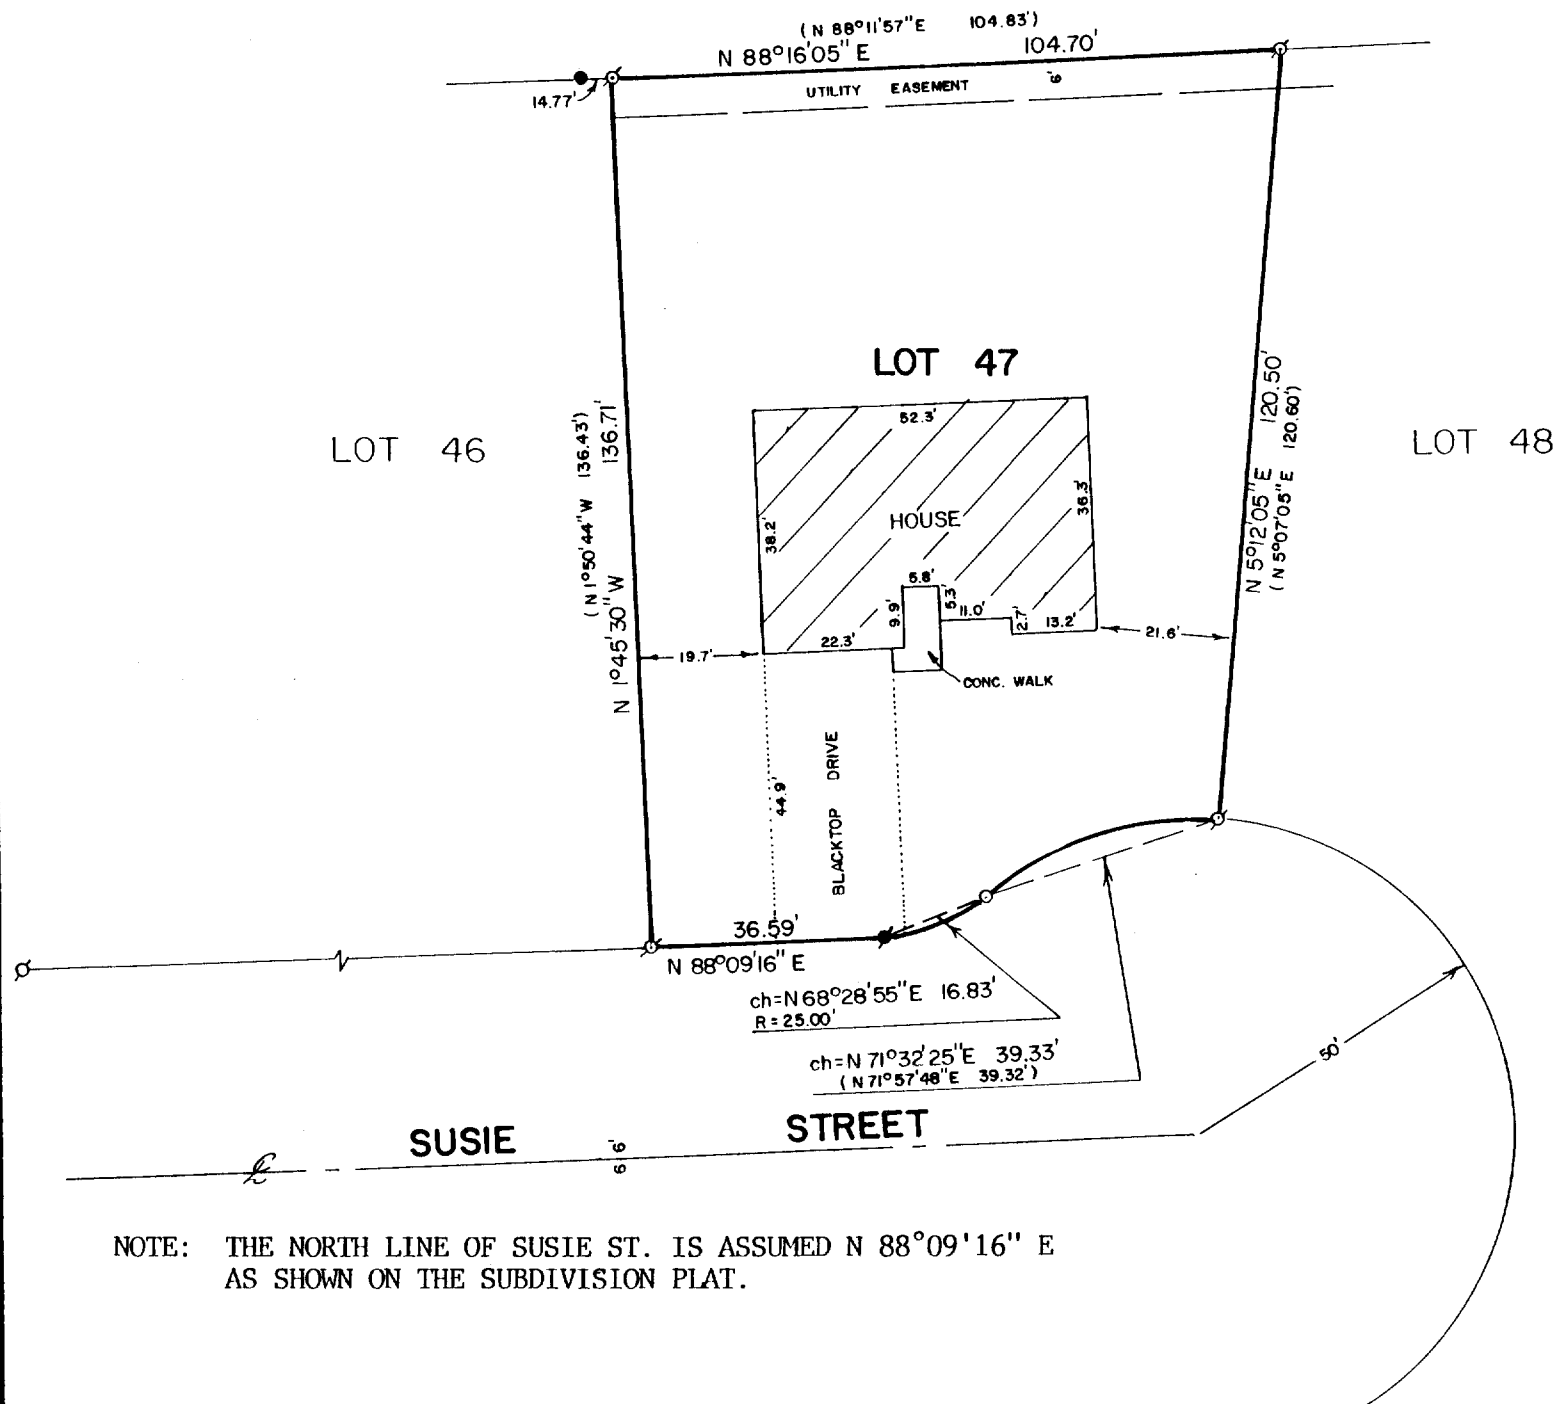 ( N 88°11'57" E 104.83')
N 88°16'05" E 104.70'
14.77'
UTILITY EASEMENT
6'
LOT 47
LOT 46
LOT 48
( N 1°50'44" W 136.43')
N 1°45'30" W 136.71'
N 5°12'05" E 120.50'
( N 5°07'05" E 120.60')
52.3'
38.2'
HOUSE
36.3'
5.8'
9.9'
5.3'
11.0'
2.7'
13.2'
22.3'
19.7'
21.6'
CONC. WALK
BLACKTOP DRIVE
44.9'
36.59'
N 88°09'16" E
ch=N 68°28'55" E 16.83'
R = 25.00'
ch=N 71°32'25" E 39.33'
( N 71°57'48" E 39.32')
50'
SUSIE STREET
66'
NOTE: THE NORTH LINE OF SUSIE ST. IS ASSUMED N 88°09'16" E
AS SHOWN ON THE SUBDIVISION PLAT.